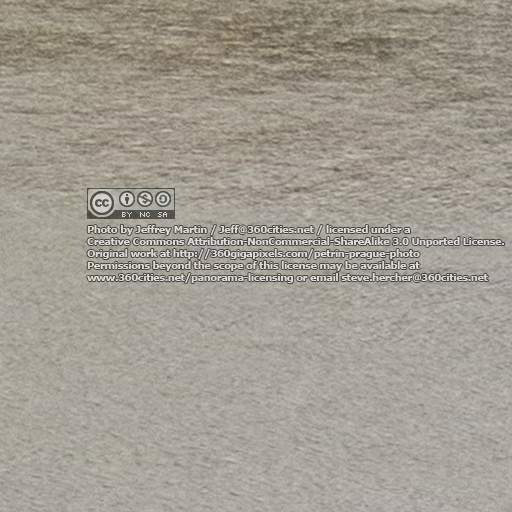 cc BY NC SA
Photo by Jeffrey Martin / Jeff@360cities.net / licensed under a
Creative Commons Attribution-NonCommercial-ShareAlike 3.0 Unported License.
Original work at http://360gigapixels.com/petrin-prague-photo
Permissions beyond the scope of this license may be available at
www.360cities.net/panorama-licensing or email steve.hercher@360cities.net